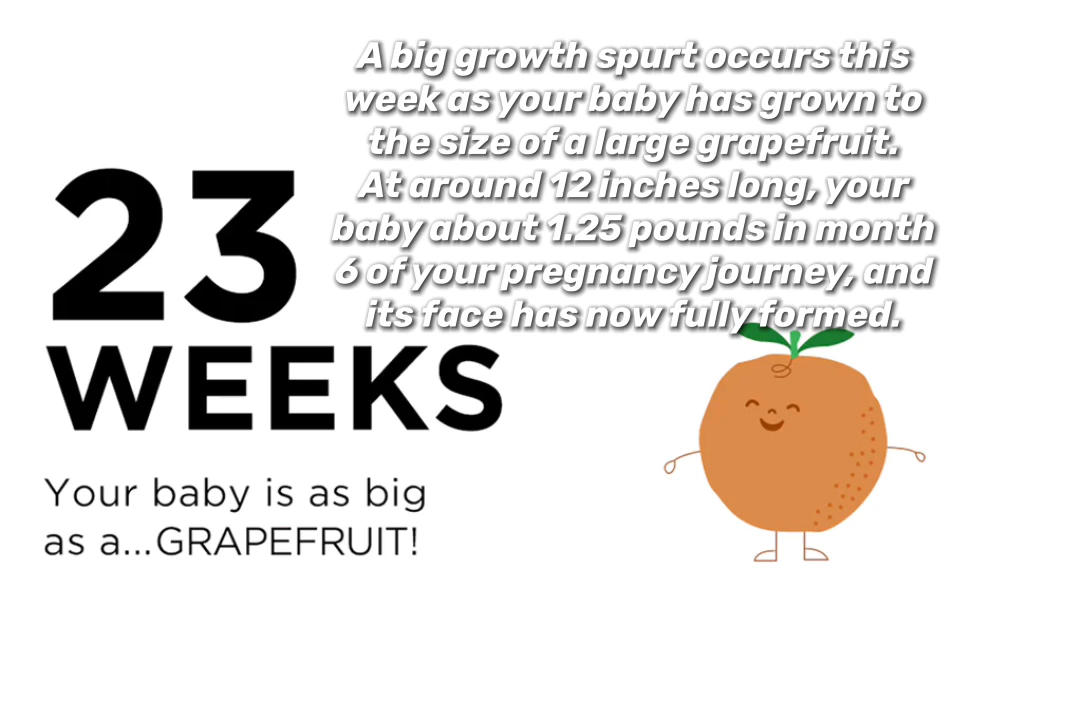 A big growth spurt occurs this
week as your baby has grown to
the size of a large grapefruit.
At around 12 inches long, your
baby about 1.25 pounds in month
6 of your pregnancy journey, and
its face has now fully formed.
23
WEEKS
Your baby is as big
as a...GRAPEFRUIT!